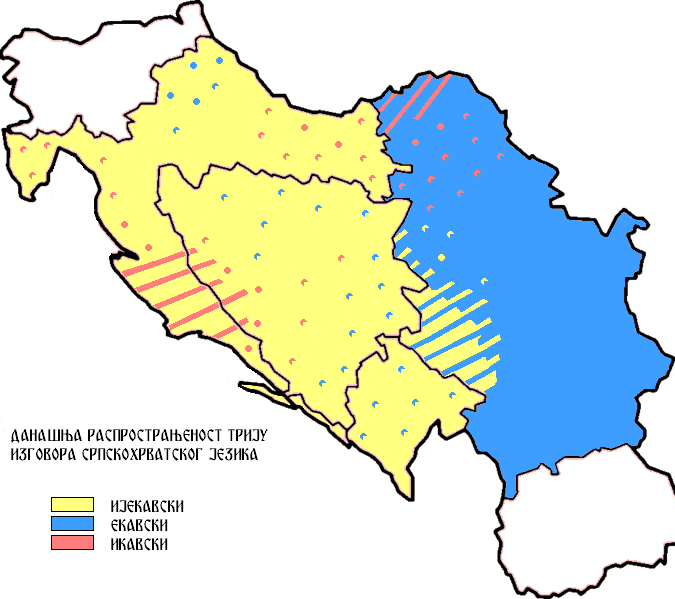 ДАНАШЊА РАСПРОСТРАЊЕНОСТ ТРИЈУ
ИЗГОВОРА СРПСКОХРВАТСКОГ ЈЕЗИКА
ИЈЕКАВСКИ
ЕКАВСКИ
ИКАВСКИ